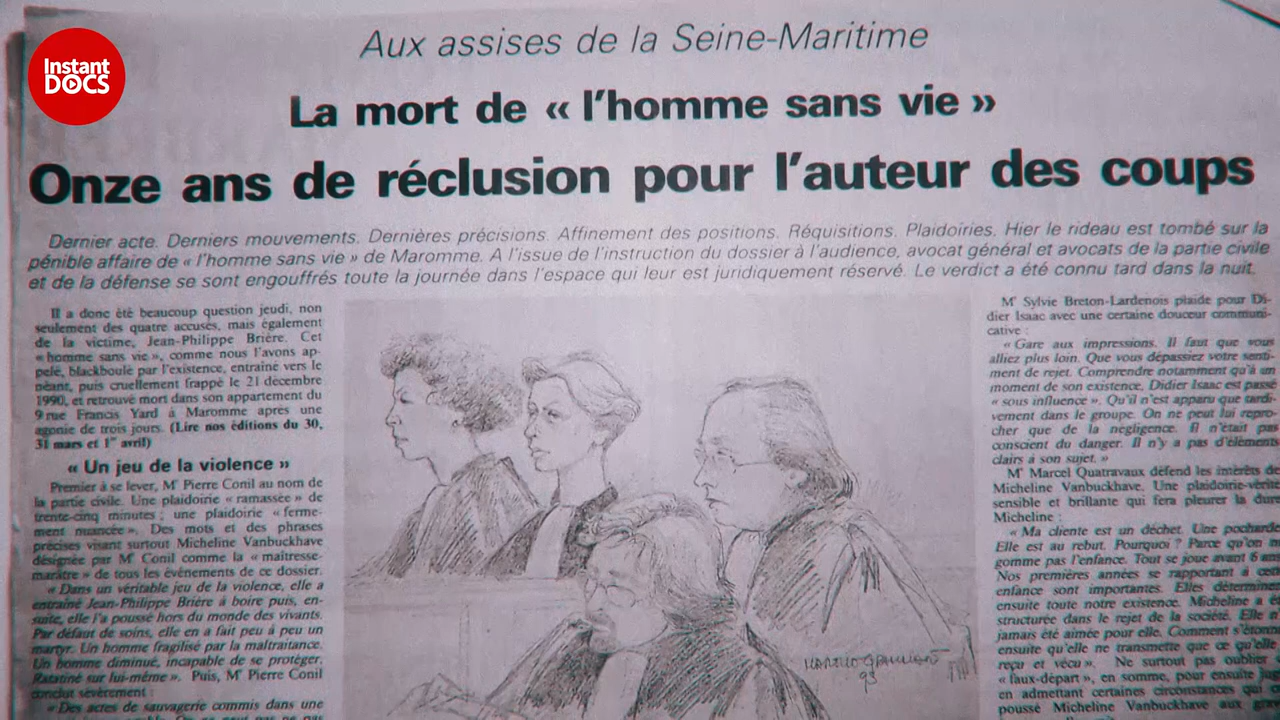 Instant
DOCS
Aux assises de la Seine-Maritime
La mort de « l'homme sans vie »
Onze ans de réclusion pour l'auteur des coups
Dernier acte. Derniers mouvements. Dernières précisions. Affinement des positions. Réquisitions. Plaidoiries. Hier le rideau est tombé sur la
pénible affaire de « l'homme sans vie » de Maromme. A l'issue de l'instruction du dossier à l'audience, avocat général et avocats de la partie civile
et de la défense se sont engouffrés toute la journée dans l'espace qui leur est juridiquement réservé. Le verdict a été connu tard dans la nuit.
Il a donc été beaucoup question jeudi, non
seulement des quatre accusés, mais également
de la victime, Jean-Philippe Brière. Cet
« homme sans vie », comme nous l'avons ap-
pelé, blackboulé par l'existence, entraîné vers le
néant, puis cruellement frappé le 21 décembre
1990, et retrouvé mort dans son appartement du
9 rue Francis Yard à Maromme après une
agonie de trois jours. (Lire nos éditions du 30,
31 mars et 1er avril)
« Un jeu de la violence »
Premier à se lever, Me Pierre Conil au nom de
la partie civile. Une plaidoirie « ramassée » de
trente-cinq minutes ; une plaidoirie « ferme-
ment nuancée ». Des mots et des phrases
précises visant surtout Micheline Vanbuckhave
désignée par M Conil comme la « maîtresse-
marâtre » de tous les événements de ce dossier.
« Dans un véritable jeu de la violence, elle a
entraîné Jean-Philippe Brière à boire puis, en-
suite, elle l'a poussé hors du monde des vivants.
Par défaut de soins, elle en a fait peu à peu un
martyr. Un homme fragilisé par la maltraitance.
Un homme diminué, incapable de se protéger.
Ratatiné sur lui-même ». Puis, Me Pierre Conil
conclut sévèrement :
« Des actes de sauvagerie commis dans une
93
Me Sylvie Breton-Lardenois plaide pour Di-
dier Isaac avec une certaine douceur communi-
cative :
« Gare aux impressions. Il faut que vous
alliez plus loin. Que vous dépassiez votre senti-
ment de rejet. Comprendre notamment qu'à un
moment de son existence, Didier Isaac est passé
« sous influence ». Qu'il n'est apparu que tardi-
vement dans le groupe. On ne peut lui repro-
cher que de la négligence. Il n'était pas
conscient du danger. Il n'y a pas d'éléments
clairs à son sujet. »
Me Marcel Quatravaux défend les intérêts de
Micheline Vanbuckhave. Une plaidoirie-vérité
sensible et brillante qui fera pleurer la dure
Micheline :
« Ma cliente est un déchet. Une pocharde
Elle est au rebut. Pourquoi ? Parce qu'on
gomme pas l'enfance. Tout se joue avant 6 ans
Nos premières années se rapportant à cette
enfance sont importantes. Elles détermine
ensuite toute notre existence. Micheline a é
structurée dans le rejet de la société. Elle n
jamais été aimée pour elle. Comment s'étonn
ensuite qu'elle ne transmette que ce qu'elle
reçu et vécu ». Ne surtout pas oublier
« faux-départ », en somme, pour ensuite jug
en admettant certaines circonstances qui o
poussé Micheline Vanbuckhave aux gra